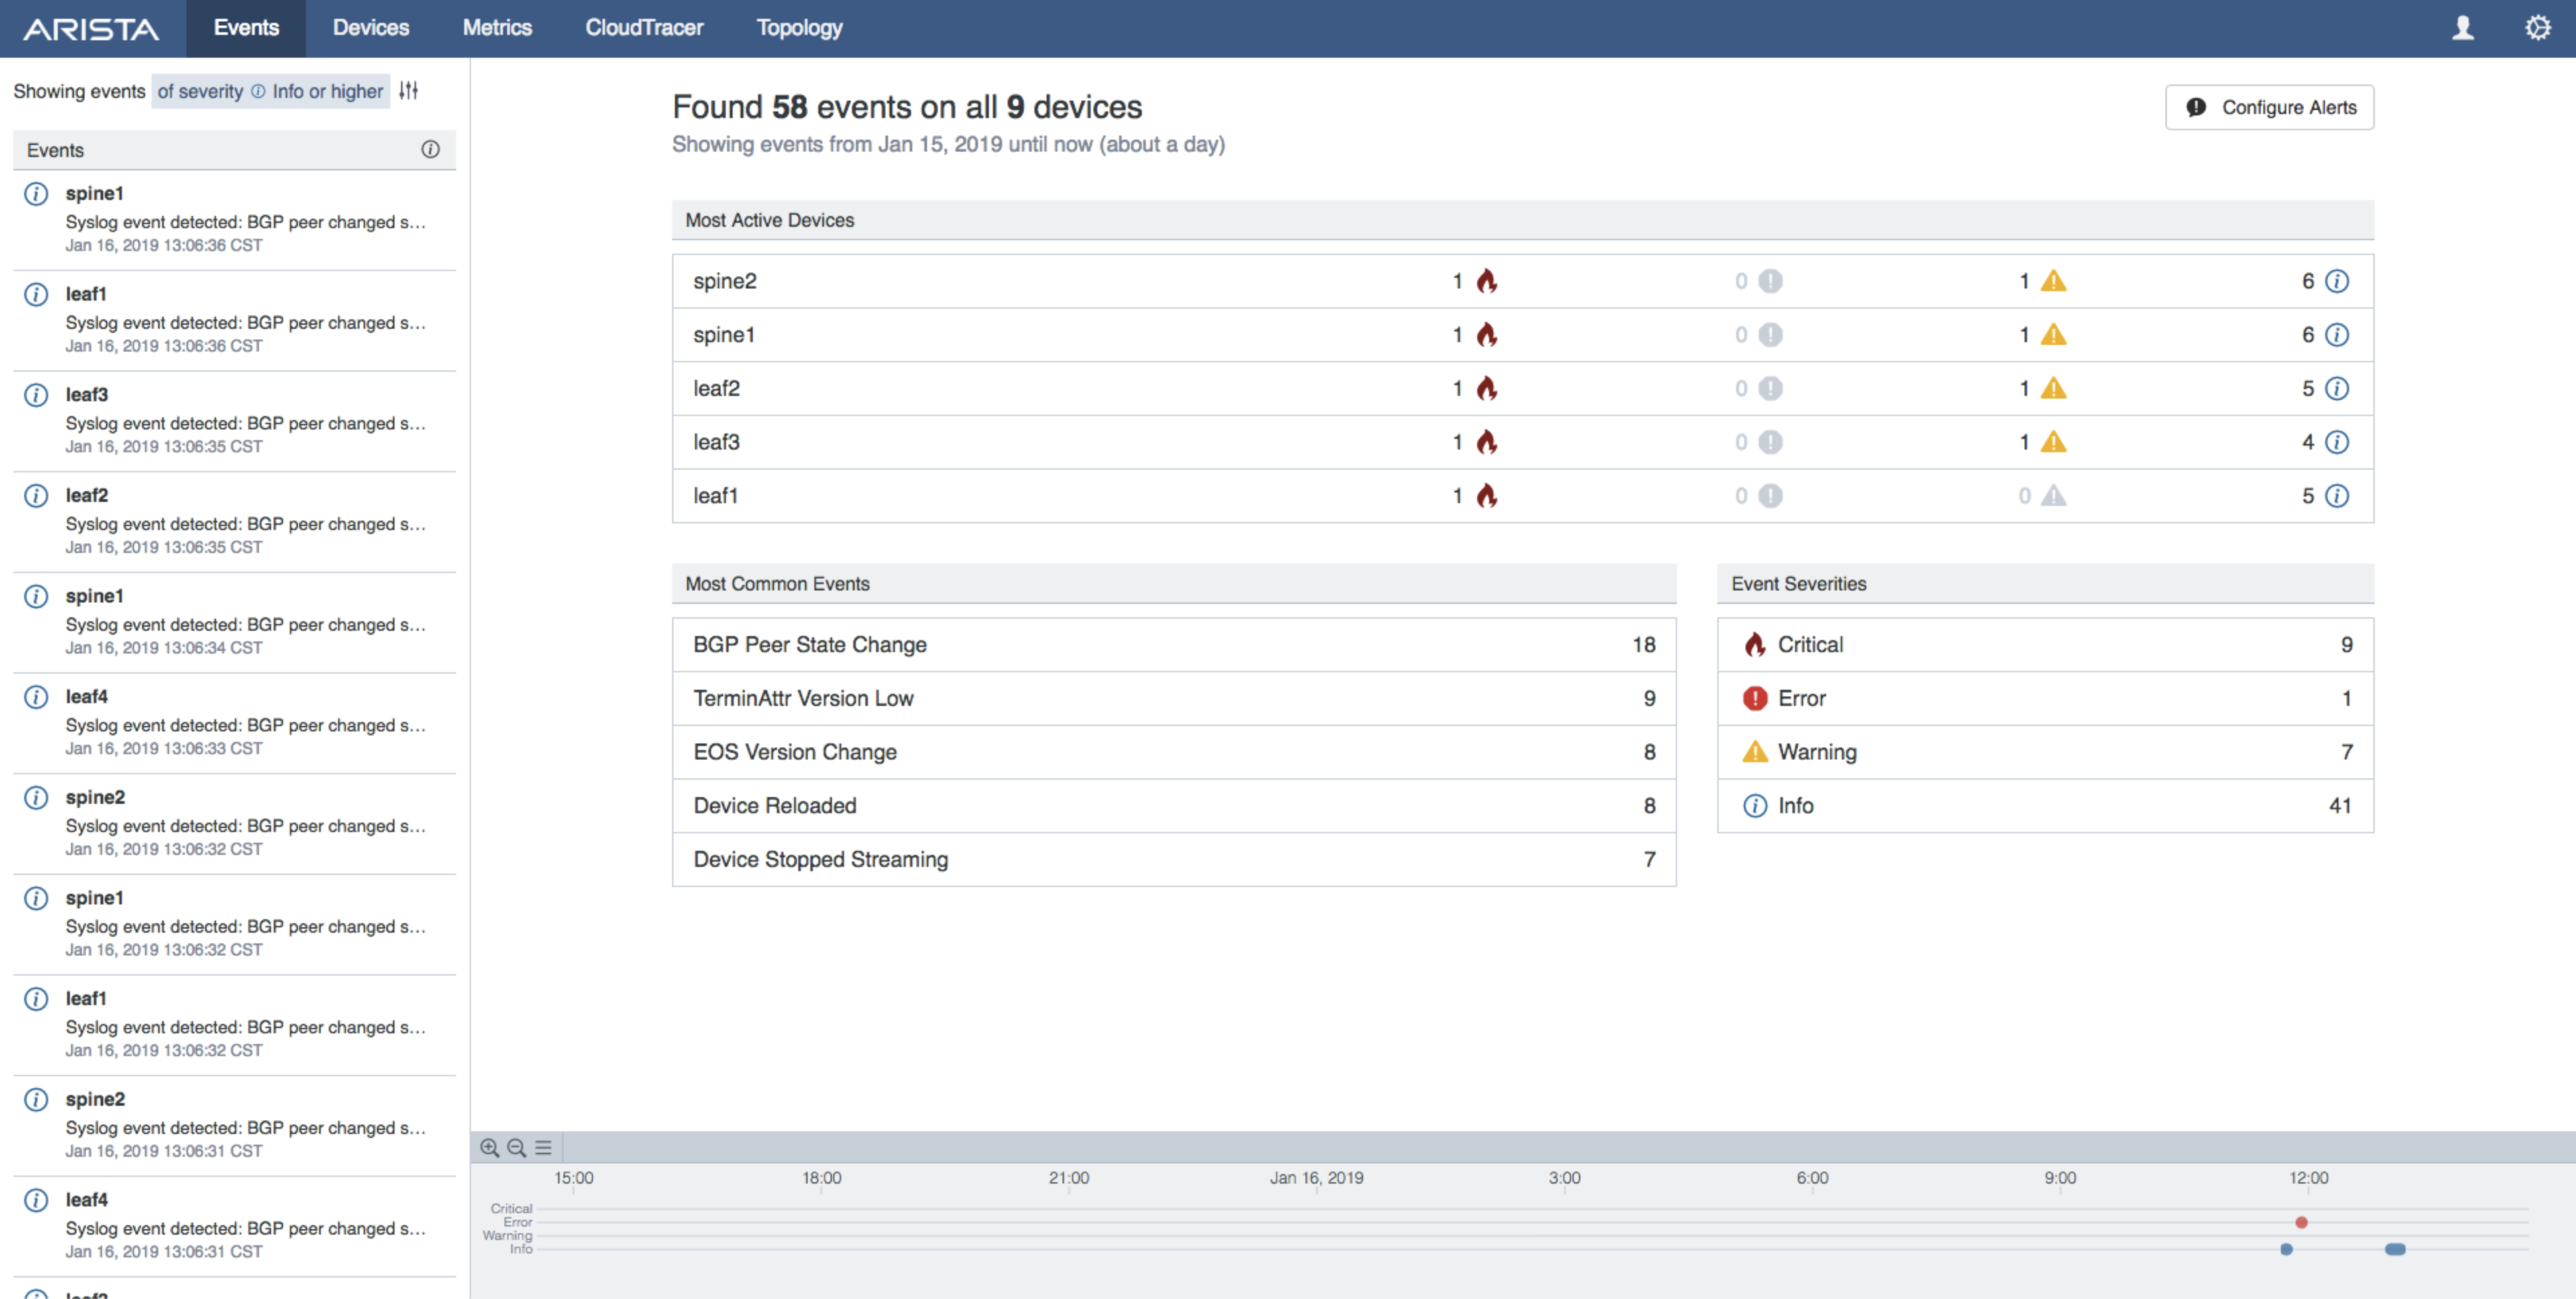 ARISTA
Events
Devices
Metrics
CloudTracer
Topology
Showing events of severity Info or higher
Events
spine1
Syslog event detected: BGP peer changed s...
Jan 16, 2019 13:06:36 CST
leaf1
Syslog event detected: BGP peer changed s...
Jan 16, 2019 13:06:36 CST
leaf3
Syslog event detected: BGP peer changed s...
Jan 16, 2019 13:06:35 CST
leaf2
Syslog event detected: BGP peer changed s...
Jan 16, 2019 13:06:35 CST
spine1
Syslog event detected: BGP peer changed s...
Jan 16, 2019 13:06:34 CST
leaf4
Syslog event detected: BGP peer changed s...
Jan 16, 2019 13:06:33 CST
spine2
Syslog event detected: BGP peer changed s...
Jan 16, 2019 13:06:32 CST
spine1
Syslog event detected: BGP peer changed s...
Jan 16, 2019 13:06:32 CST
leaf1
Syslog event detected: BGP peer changed s...
Jan 16, 2019 13:06:32 CST
spine2
Syslog event detected: BGP peer changed s...
Jan 16, 2019 13:06:31 CST
leaf4
Syslog event detected: BGP peer changed s...
Jan 16, 2019 13:06:31 CST
Found 58 events on all 9 devices
Showing events from Jan 15, 2019 until now (about a day)
Configure Alerts
Most Active Devices
spine2 1 0 1 6
spine1 1 0 1 6
leaf2 1 0 1 5
leaf3 1 0 1 4
leaf1 1 0 0 5
Most Common Events
BGP Peer State Change 18
TerminAttr Version Low 9
EOS Version Change 8
Device Reloaded 8
Device Stopped Streaming 7
Event Severities
Critical 9
Error 1
Warning 7
Info 41
15:00 18:00 21:00 Jan 16, 2019 3:00 6:00 9:00 12:00
Critical
Error
Warning
Info